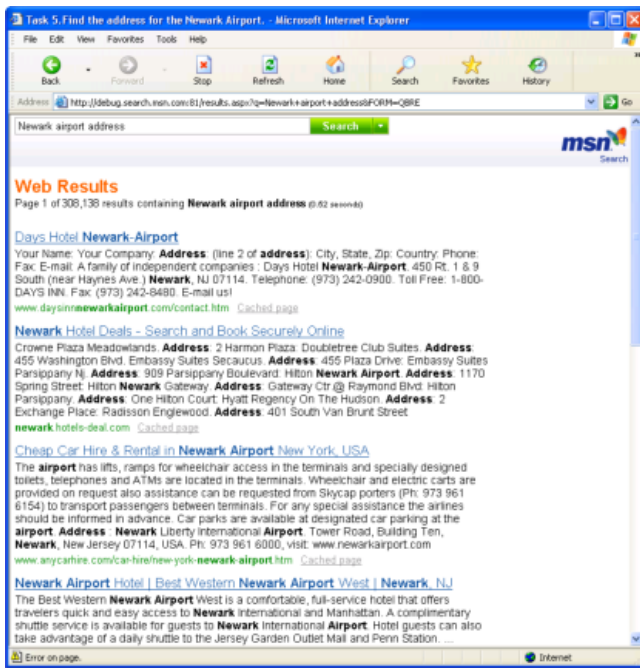 Task 5.Find the address for the Newark Airport. - Microsoft Internet Explorer
File Edit View Favorites Tools Help
Back Forward Stop Refresh Home Search Favorites History
Address http://debug.search.msn.com:81/results.aspx?q=Newark+airport+address&FORM=QBRE Go
Newark airport address Search
msn
Search
Web Results
Page 1 of 308,138 results containing Newark airport address (0.62 seconds)
Days Hotel Newark-Airport
Your Name: Your Company: Address: (line 2 of address): City, State, Zip: Country: Phone:
Fax: E-mail: A family of independent companies : Days Hotel Newark-Airport. 450 Rt. 1 & 9
South (near Haynes Ave.) Newark, NJ 07114. Telephone: (973) 242-0900. Toll Free: 1-800-
DAYS INN. Fax: (973) 242-8480. E-mail us!
www.daysinnnewarkairport.com/contact.htm Cached page
Newark Hotel Deals - Search and Book Securely Online
Crowne Plaza Meadowlands. Address: 2 Harmon Plaza: Doubletree Club Suites. Address:
455 Washington Blvd. Embassy Suites Secaucus. Address: 455 Plaza Drive: Embassy Suites
Parsippany Nj. Address: 909 Parsippany Boulevard: Hilton Newark Airport. Address: 1170
Spring Street: Hilton Newark Gateway. Address: Gateway Ctr.@ Raymond Blvd: Hilton
Parsippany. Address: One Hilton Court: Hyatt Regency On The Hudson. Address: 2
Exchange Place: Radisson Englewood. Address: 401 South Van Brunt Street
newark.hotels-deal.com Cached page
Cheap Car Hire & Rental in Newark Airport New York, USA
The airport has lifts, ramps for wheelchair access in the terminals and specially designed
toilets, telephones and ATMs are located in the terminals. Wheelchair and electric carts are
provided on request also assistance can be requested from Skycap porters (Ph: 973 961
6154) to transport passengers between terminals. For any special assistance the airlines
should be informed in advance. Car parks are available at designated car parking at the
airport. Address : Newark Liberty International Airport. Tower Road, Building Ten,
Newark, New Jersey 07114, USA. Ph: 973 961 6000, visit: www.newarkairport.com
www.anycarhire.com/car-hire/new-york-newark-airport.htm Cached page
Newark Airport Hotel | Best Western Newark Airport West | Newark, NJ
The Best Western Newark Airport West is a comfortable, full-service hotel that offers
travelers quick and easy access to Newark International and Manhattan. A complimentary
shuttle service is available for guests to Newark International Airport. Hotel guests can also
take advantage of a daily shuttle to the Jersey Garden Outlet Mall and Penn Station. ...
Error on page. Internet